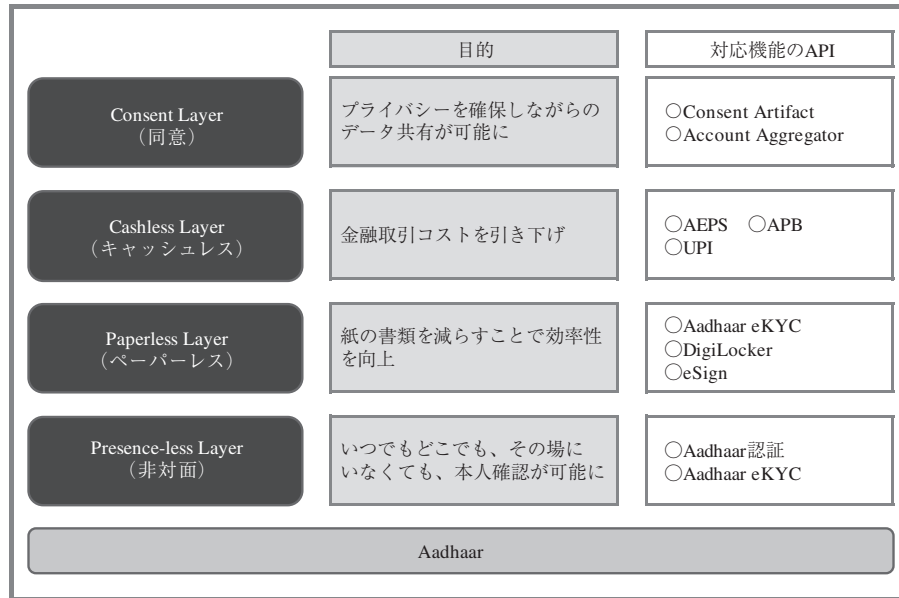 目的
対応機能のAPI
Consent Layer
（同意）
プライバシーを確保しながらの
データ共有が可能に
○Consent Artifact
○Account Aggregator
Cashless Layer
（キャッシュレス）
金融取引コストを引き下げ
○AEPS　○APB
○UPI
Paperless Layer
（ペーパーレス）
紙の書類を減らすことで効率性
を向上
○Aadhaar eKYC
○DigiLocker
○eSign
Presence-less Layer
（非対面）
いつでもどこでも、その場に
いなくても、本人確認が可能に
○Aadhaar認証
○Aadhaar eKYC
Aadhaar